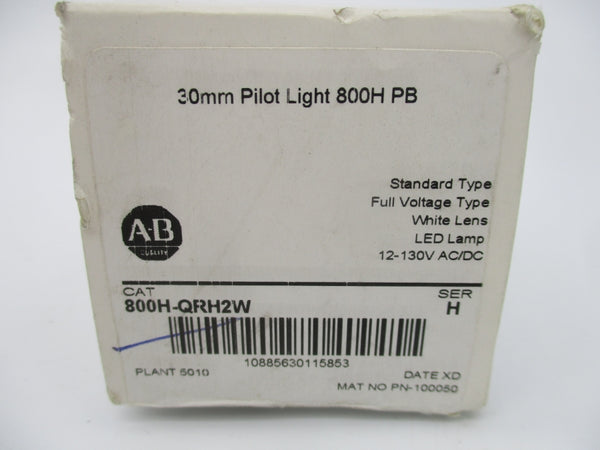 30mm Pilot Light 800H PB
Standard Type
Full Voltage Type
White Lens
LED Lamp
12-130V AC/DC
A-B
QUALITY
CAT
800H-QRH2W
SER
H
10885630115853
PLANT 5010
DATE XD
MAT NO PN-100050